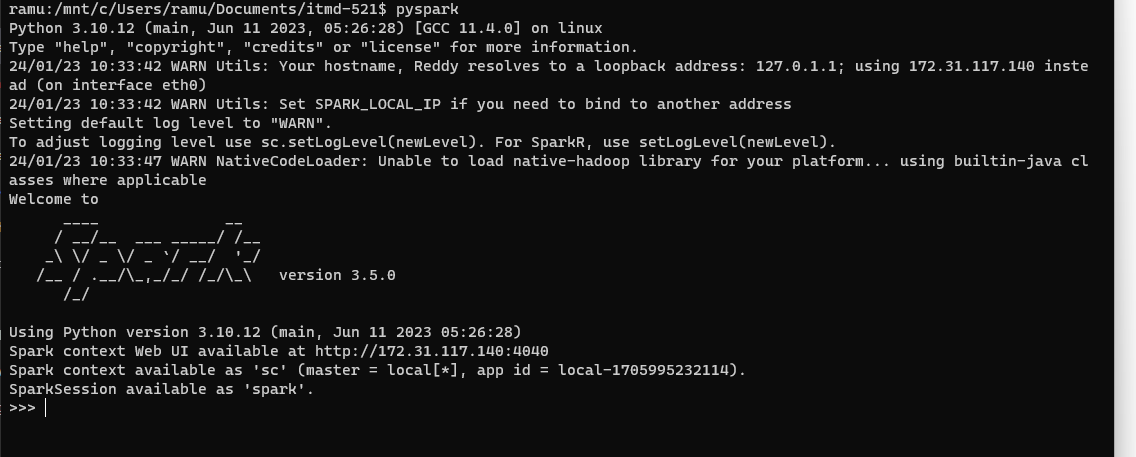 ramu:/mnt/c/Users/ramu/Documents/itmd-521$ pyspark
Python 3.10.12 (main, Jun 11 2023, 05:26:28) [GCC 11.4.0] on linux
Type "help", "copyright", "credits" or "license" for more information.
24/01/23 10:33:42 WARN Utils: Your hostname, Reddy resolves to a loopback address: 127.0.1.1; using 172.31.117.140 inste
ad (on interface eth0)
24/01/23 10:33:42 WARN Utils: Set SPARK_LOCAL_IP if you need to bind to another address
Setting default log level to "WARN".
To adjust logging level use sc.setLogLevel(newLevel). For SparkR, use setLogLevel(newLevel).
24/01/23 10:33:47 WARN NativeCodeLoader: Unable to load native-hadoop library for your platform... using builtin-java cl
asses where applicable
Welcome to
      ____              __
     / __/__  ___ _____/ /__
    _\ \/ _ \/ _ `/ __/  '_/
   /__ / .__/\_,_/_/ /_/\_\   version 3.5.0
      /_/
Using Python version 3.10.12 (main, Jun 11 2023 05:26:28)
Spark context Web UI available at http://172.31.117.140:4040
Spark context available as 'sc' (master = local[*], app id = local-1705995232114).
SparkSession available as 'spark'.
>>>